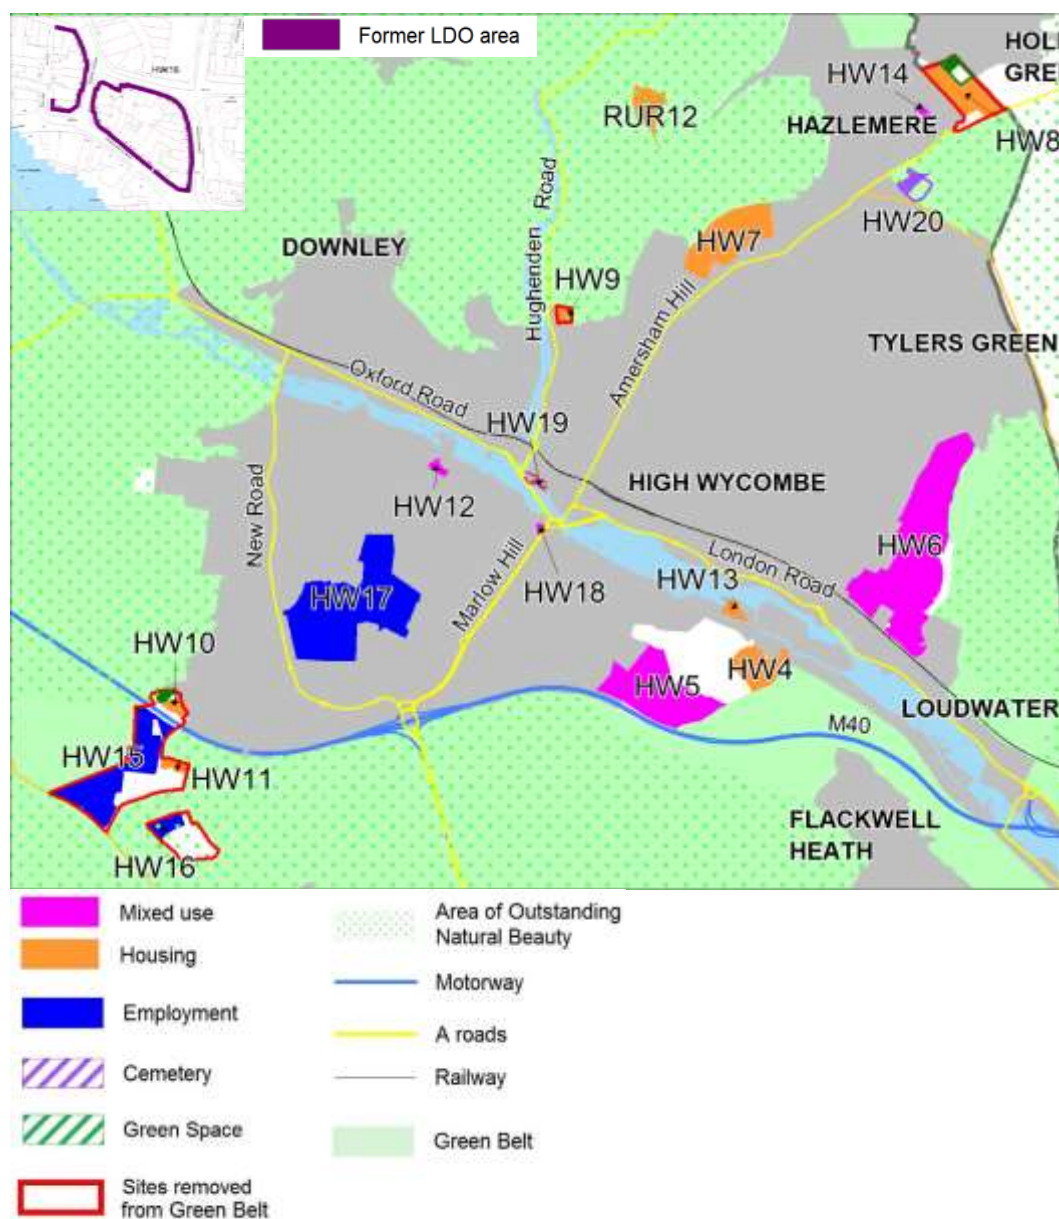 Former LDO area
HW16
HOLL
GREE
HW14
RUR12
HAZLEMERE
HW8
HW20
HW7
DOWNLEY
Hughenden Road
HW9
Amersham Hill
TYLERS GREEN
Oxford Road
HW19
HIGH WYCOMBE
HW12
New Road
HW6
London Road
HW13
Marlow Hill
HW18
HW17
HW10
HW5
HW4
LOUDWATER
M40
HW15
HW11
FLACKWELL
HEATH
HW16
Mixed use
Housing
Employment
Cemetery
Green Space
Sites removed
from Green Belt
Area of Outstanding
Natural Beauty
Motorway
A roads
Railway
Green Belt